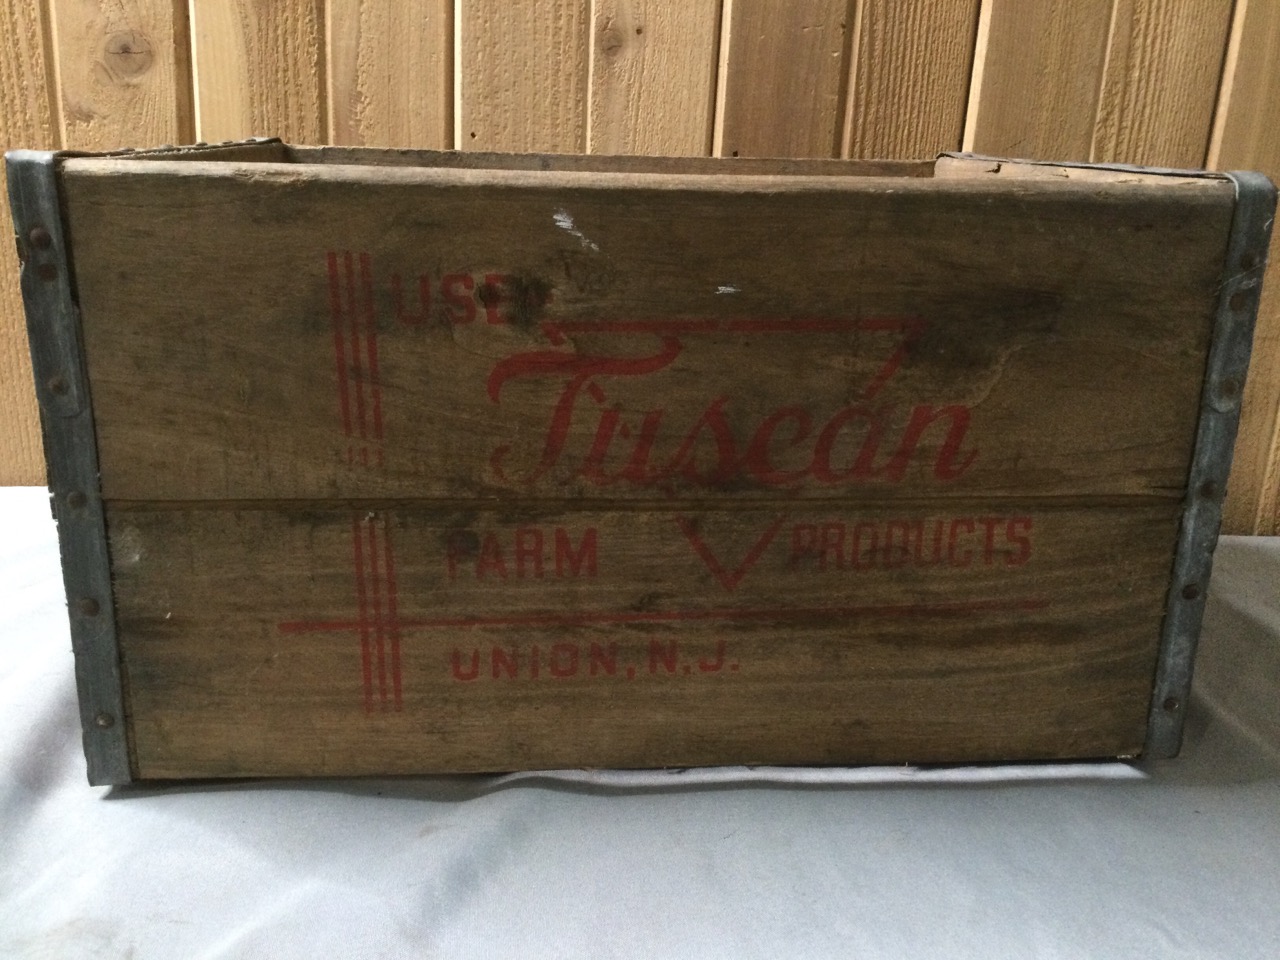 USE
Tuscan
FARM PRODUCTS
UNION, N.J.